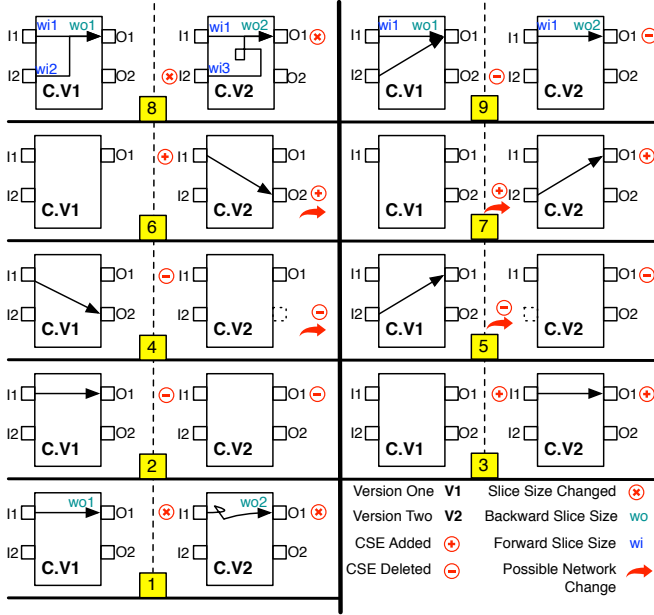 wi1 wo1
I1 O1
wi2
I2 O2
C.V1
wi1 wo2
I1 O1
wi3
I2 O2
C.V2
8
wi1 wo1
I1 O1
I2 O2
C.V1
wi1 wo2
I1 O1
I2 O2
C.V2
9
I1 O1
I2
C.V1
I1 O1
I2 O2
C.V2
6
I1 O1
I2 O2
C.V1
I1 O1
I2 O2
C.V2
7
I1 O1
I2 O2
C.V1
I1 O1
I2
C.V2
4
I1 O1
I2 O2
C.V1
I1 O1
O2
C.V2
5
I1 O1
I2 O2
C.V1
I1 O1
I2 O2
C.V2
2
I1 O1
I2 O2
C.V1
I1 O1
I2 O2
C.V2
3
wo1
I1 O1
I2 O2
C.V1
wo2
I1 O1
I2 O2
C.V2
1
Version One V1 Slice Size Changed
Version Two V2 Backward Slice Size wo
CSE Added Forward Slice Size wi
CSE Deleted Possible Network
Change